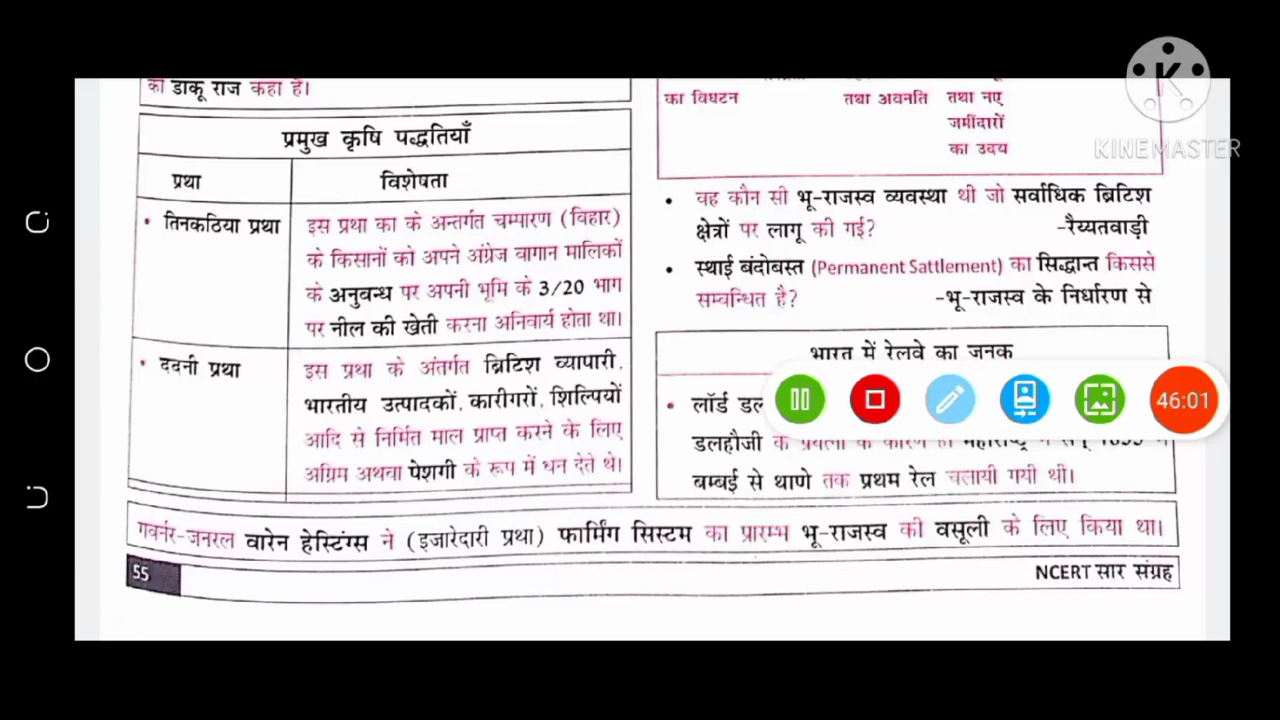 को डाकू राज कहा है।
प्रमुख कृषि पद्धतियाँ
प्रथा विशेषता
• तिनकठिया प्रथा इस प्रथा का के अन्तर्गत चम्पारण (बिहार)
के किसानों को अपने अंग्रेज बागान मालिकों
के अनुबन्ध पर अपनी भूमि के 3/20 भाग
पर नील की खेती करना अनिवार्य होता था।
• ददनी प्रथा इस प्रथा के अंतर्गत ब्रिटिश व्यापारी,
भारतीय उत्पादकों, कारीगरों, शिल्पियों
आदि से निर्मित माल प्राप्त करने के लिए
अग्रिम अथवा पेशगी के रूप में धन देते थे।
का विघटन तथा अवनति तथा नए
जमींदारों
का उदय
KINEMASTER
• वह कौन सी भू-राजस्व व्यवस्था थी जो सर्वाधिक ब्रिटिश
क्षेत्रों पर लागू की गई? -रैय्यतवाड़ी
• स्थाई बंदोबस्त (Permanent Sattlement) का सिद्धान्त किससे
सम्बन्धित है? -भू-राजस्व के निर्धारण से
भारत में रेलवे का जनक
• लॉर्ड
46:01
डलहौजी के प्रयत्नों के कारण ही महाराष्ट्र में सन्
बम्बई से थाणे तक प्रथम रेल चलायी गयी थी।
गवर्नर-जनरल वारेन हेस्टिंग्स ने (इजारेदारी प्रथा) फार्मिंग सिस्टम का प्रारम्भ भू-राजस्व की वसूली के लिए किया था।
55 NCERT सार संग्रह